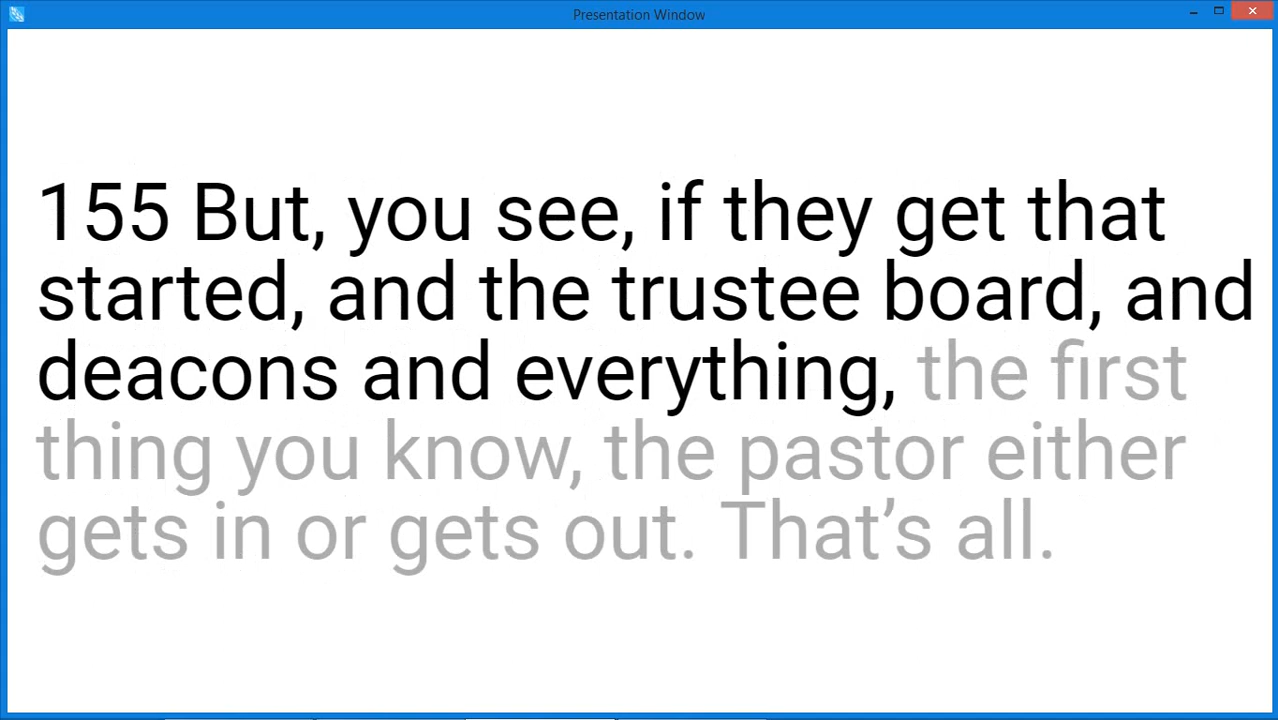 Presentation Window
155 But, you see, if they get that
started, and the trustee board, and
deacons and everything, the first
thing you know, the pastor either
gets in or gets out. That’s all.